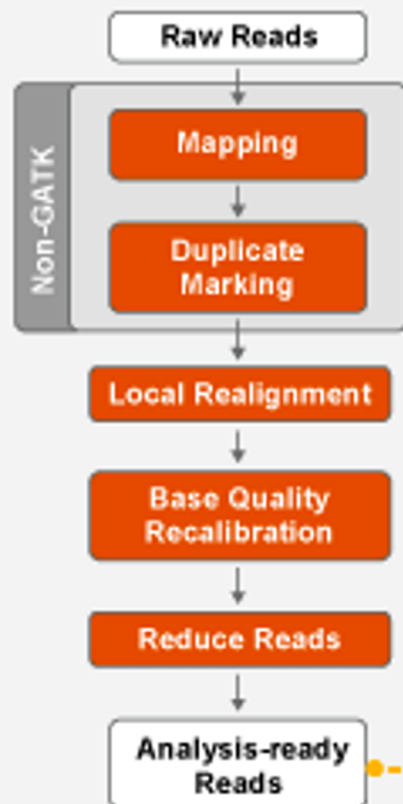 Raw Reads
Non-GATK
Mapping
Duplicate
Marking
Local Realignment
Base Quality
Recalibration
Reduce Reads
Analysis-ready
Reads